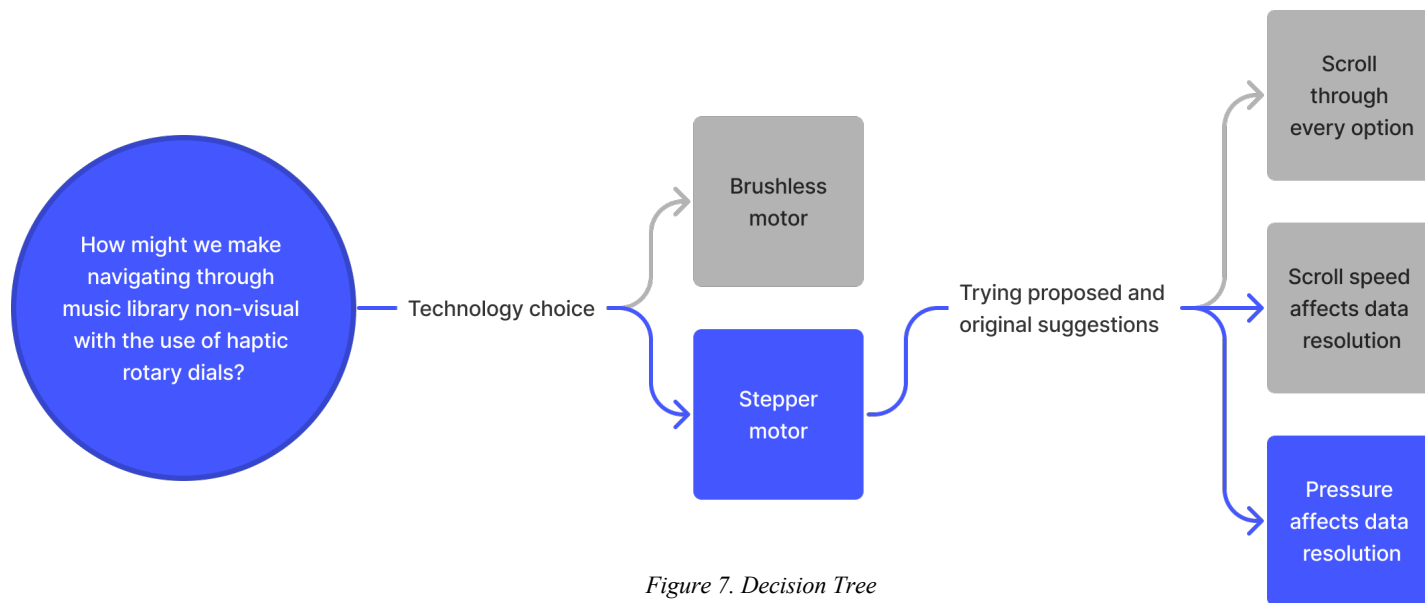 How might we make
navigating through
music library non-visual
with the use of haptic
rotary dials?
Technology choice
Brushless
motor
Stepper
motor
Trying proposed and
original suggestions
Scroll
through
every option
Scroll speed
affects data
resolution
Pressure
affects data
resolution
Figure 7. Decision Tree